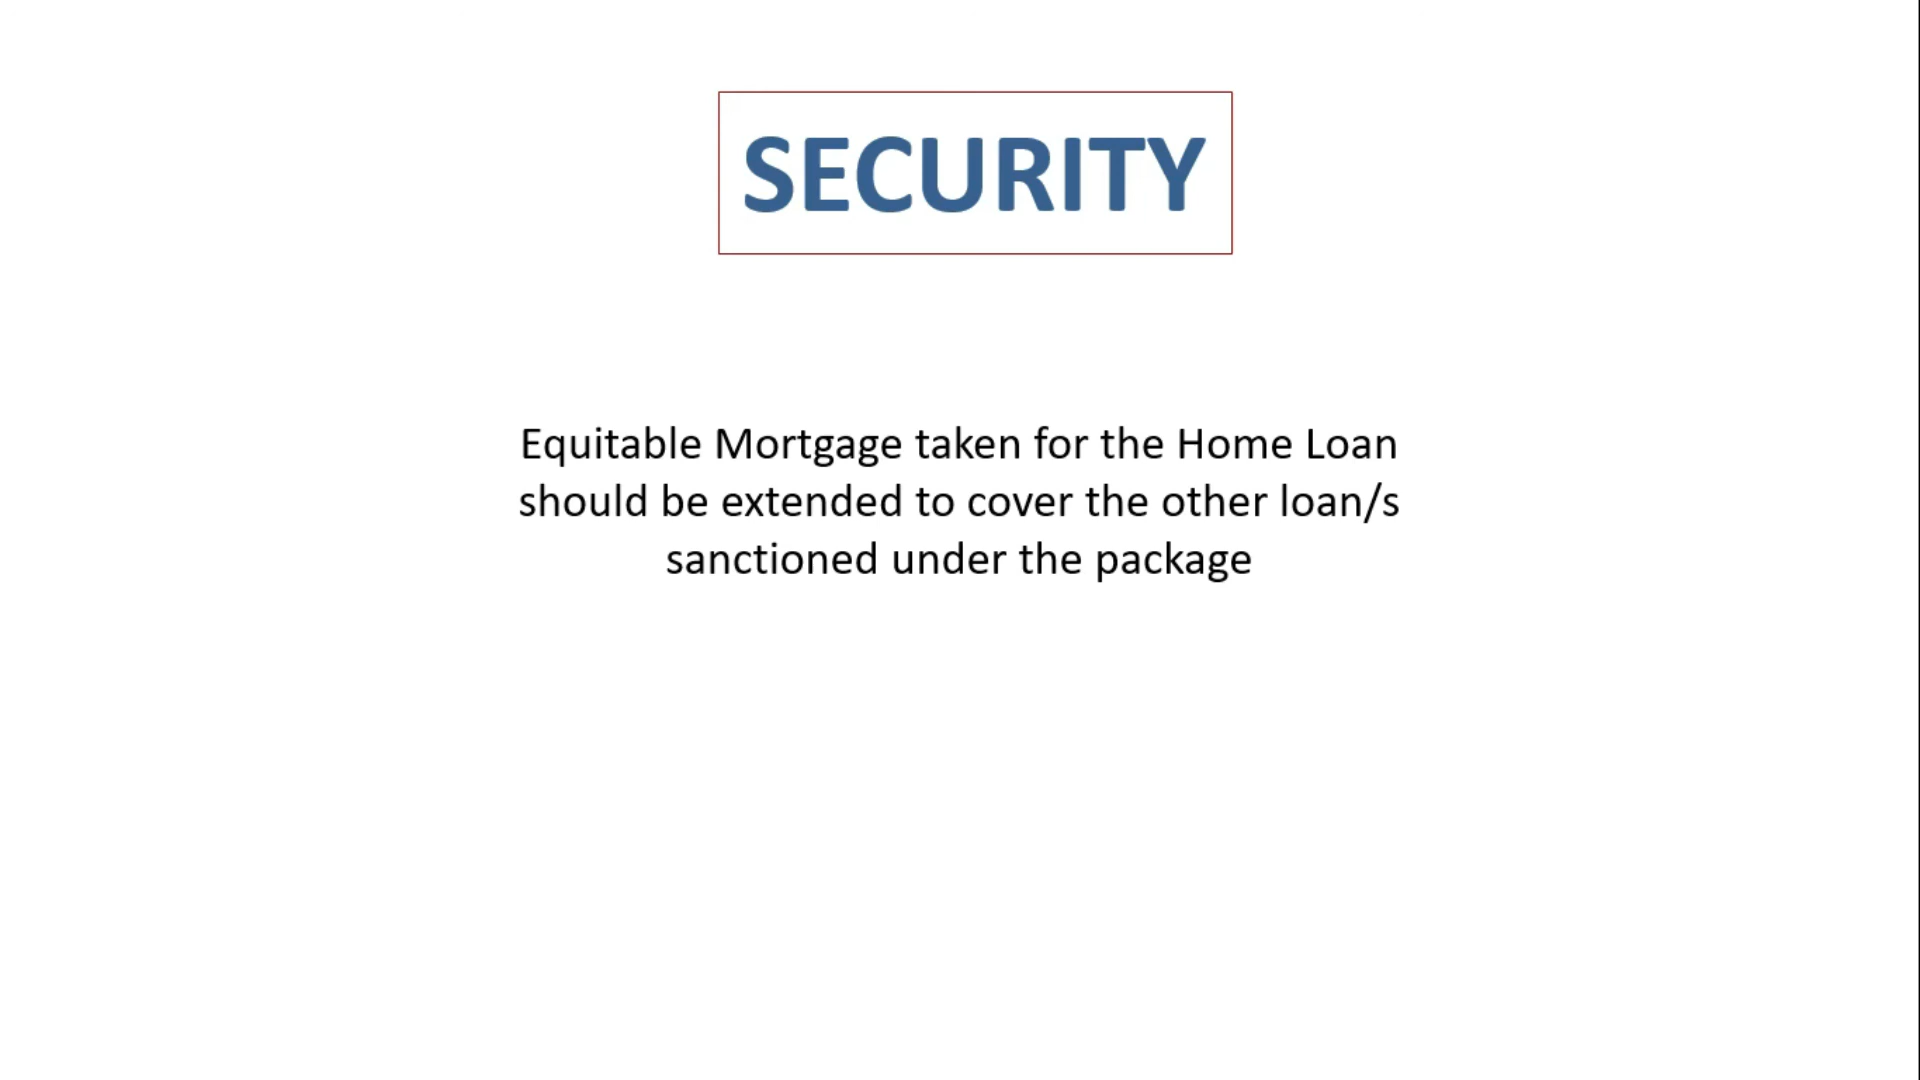 SECURITY
Equitable Mortgage taken for the Home Loan
should be extended to cover the other loan/s
sanctioned under the package